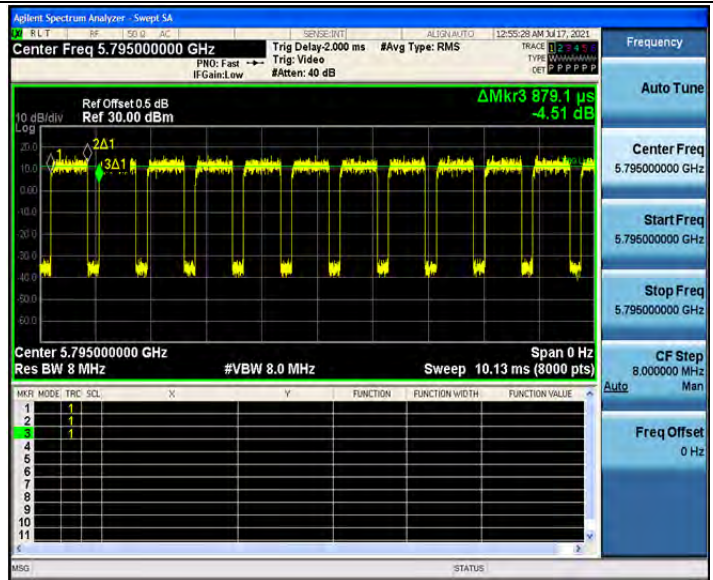 Agilent Spectrum Analyzer - Swept SA
RLT RF 50 Ω AC SENSE:INT ALIGN AUTO 12:55:28 AM Jul 17, 2021
Center Freq 5.795000000 GHz
PNO: Fast
IFGain:Low
Trig Delay-2.000 ms
Trig: Video
#Atten: 40 dB
#Avg Type: RMS
TRACE 1 2 3 4 5 6
TYPE W
DET P P P P P P
Frequency
Auto Tune
Center Freq
5.795000000 GHz
Start Freq
5.795000000 GHz
Stop Freq
5.795000000 GHz
CF Step
8.000000 MHz
Auto Man
Freq Offset
0 Hz
Ref Offset 0.5 dB
10 dB/div Ref 30.00 dBm
ΔMkr3 879.1 µs
-4.51 dB
Log
20.0
10.0
0.00
-10.0
-20.0
-30.0
-40.0
-50.0
-60.0
1
2Δ1
3Δ1
Center 5.795000000 GHz Span 0 Hz
Res BW 8 MHz #VBW 8.0 MHz Sweep 10.13 ms (8000 pts)
MKR MODE TRC SCL X Y FUNCTION FUNCTION WIDTH FUNCTION VALUE
1 1
2 1
3 1
4
5
6
7
8
9
10
11
MSG STATUS